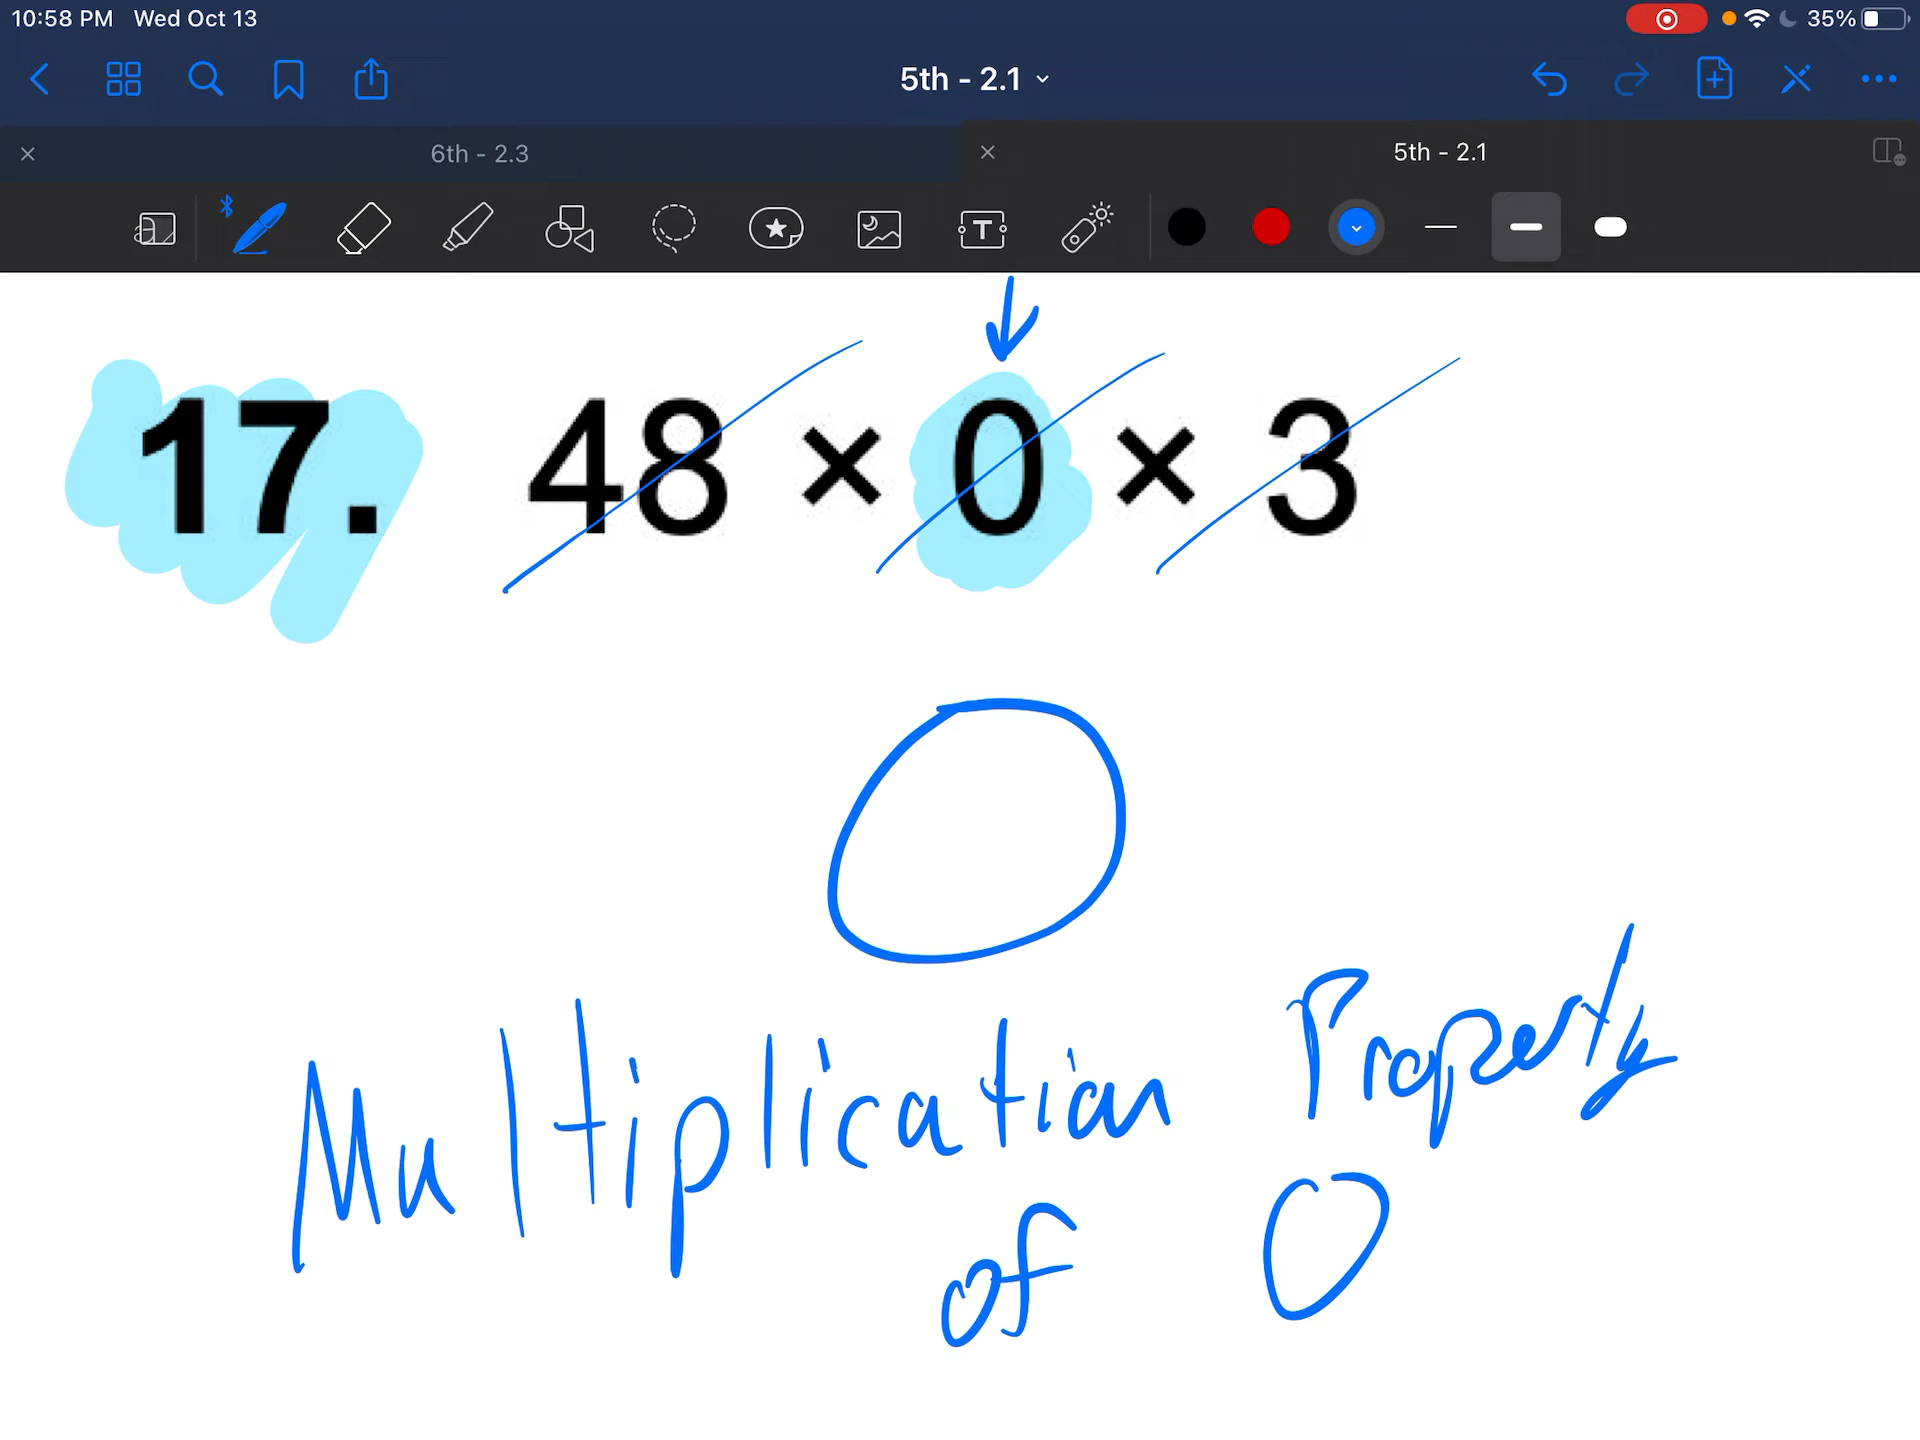 10:58 PM Wed Oct 13 35%
5th - 2.1
6th - 2.3 5th - 2.1
17. 48 × 0 × 3
0
Multiplication Property
of 0